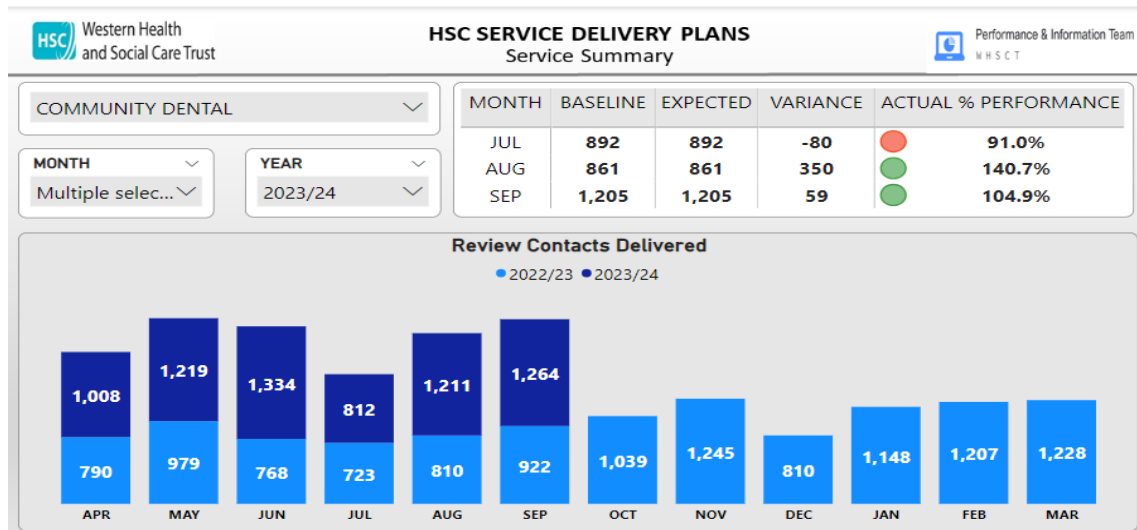 HSC
Western Health
and Social Care Trust
HSC SERVICE DELIVERY PLANS
Service Summary
Performance & Information Team
WHSCT
COMMUNITY DENTAL
MONTH
Multiple selec...
YEAR
2023/24
MONTH BASELINE EXPECTED VARIANCE ACTUAL % PERFORMANCE
JUL 892 892 -80 91.0%
AUG 861 861 350 140.7%
SEP 1,205 1,205 59 104.9%
Review Contacts Delivered
2022/23 2023/24
1,008 1,219 1,334 812 1,211 1,264
790 979 768 723 810 922 1,039 1,245 810 1,148 1,207 1,228
APR MAY JUN JUL AUG SEP OCT NOV DEC JAN FEB MAR